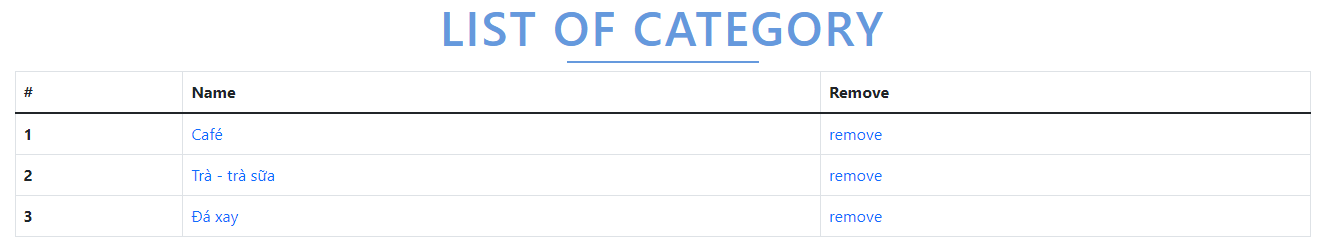 LIST OF CATEGORY
# Name Remove
1 Café remove
2 Trà - trà sữa remove
3 Đá xay remove